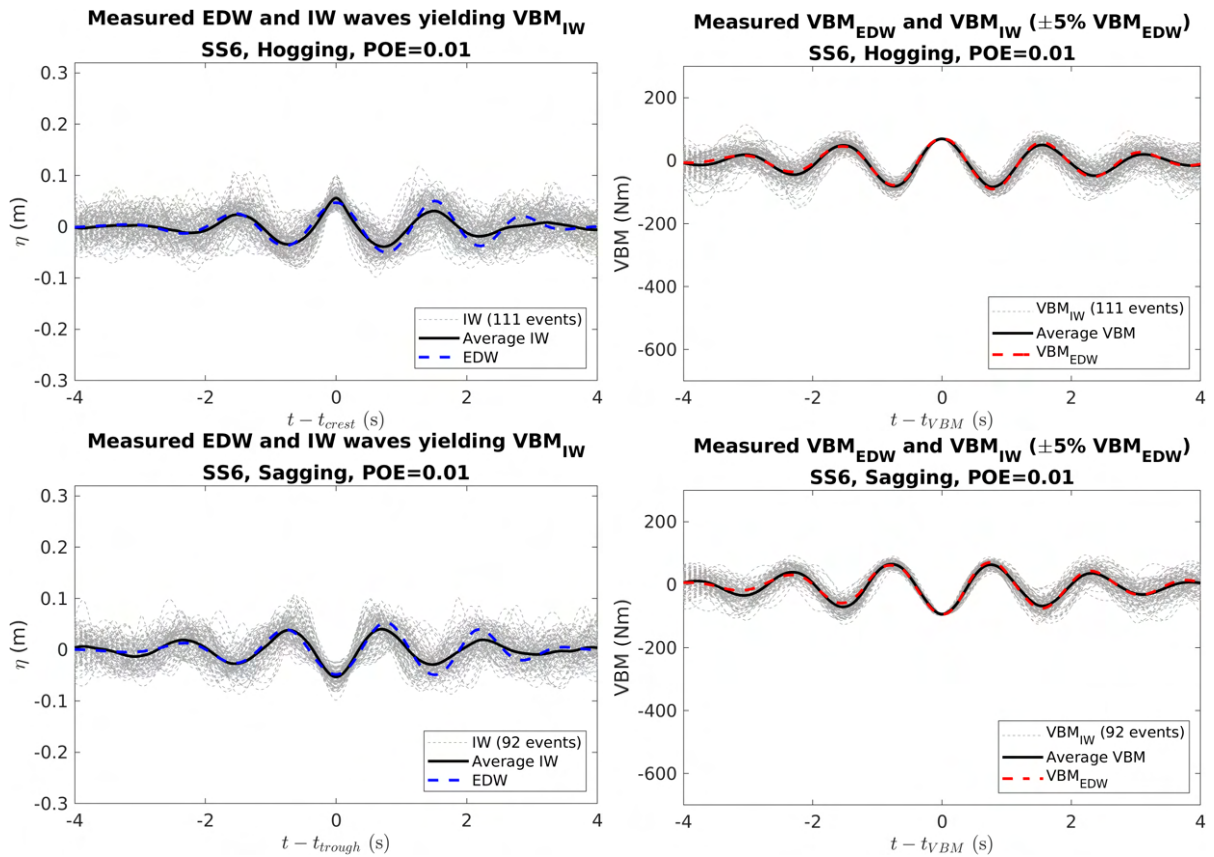 Measured EDW and IW waves yielding VBM_IW
SS6, Hogging, POE=0.01
0.3
0.2
0.1
0
-0.1
-0.2
-0.3
η (m)
IW (111 events)
Average IW
EDW
-4
-2
0
2
4
t − t_crest (s)
Measured VBM_EDW and VBM_IW (±5% VBM_EDW)
SS6, Hogging, POE=0.01
200
0
-200
-400
-600
VBM (Nm)
VBM_IW (111 events)
Average VBM
VBM_EDW
-4
-2
0
2
4
t − t_VBM (s)
Measured EDW and IW waves yielding VBM_IW
SS6, Sagging, POE=0.01
0.3
0.2
0.1
0
-0.1
-0.2
-0.3
η (m)
IW (92 events)
Average IW
EDW
-4
-2
0
2
4
t − t_trough (s)
Measured VBM_EDW and VBM_IW (±5% VBM_EDW)
SS6, Sagging, POE=0.01
200
0
-200
-400
-600
VBM (Nm)
VBM_IW (92 events)
Average VBM
VBM_EDW
-4
-2
0
2
4
t − t_VBM (s)